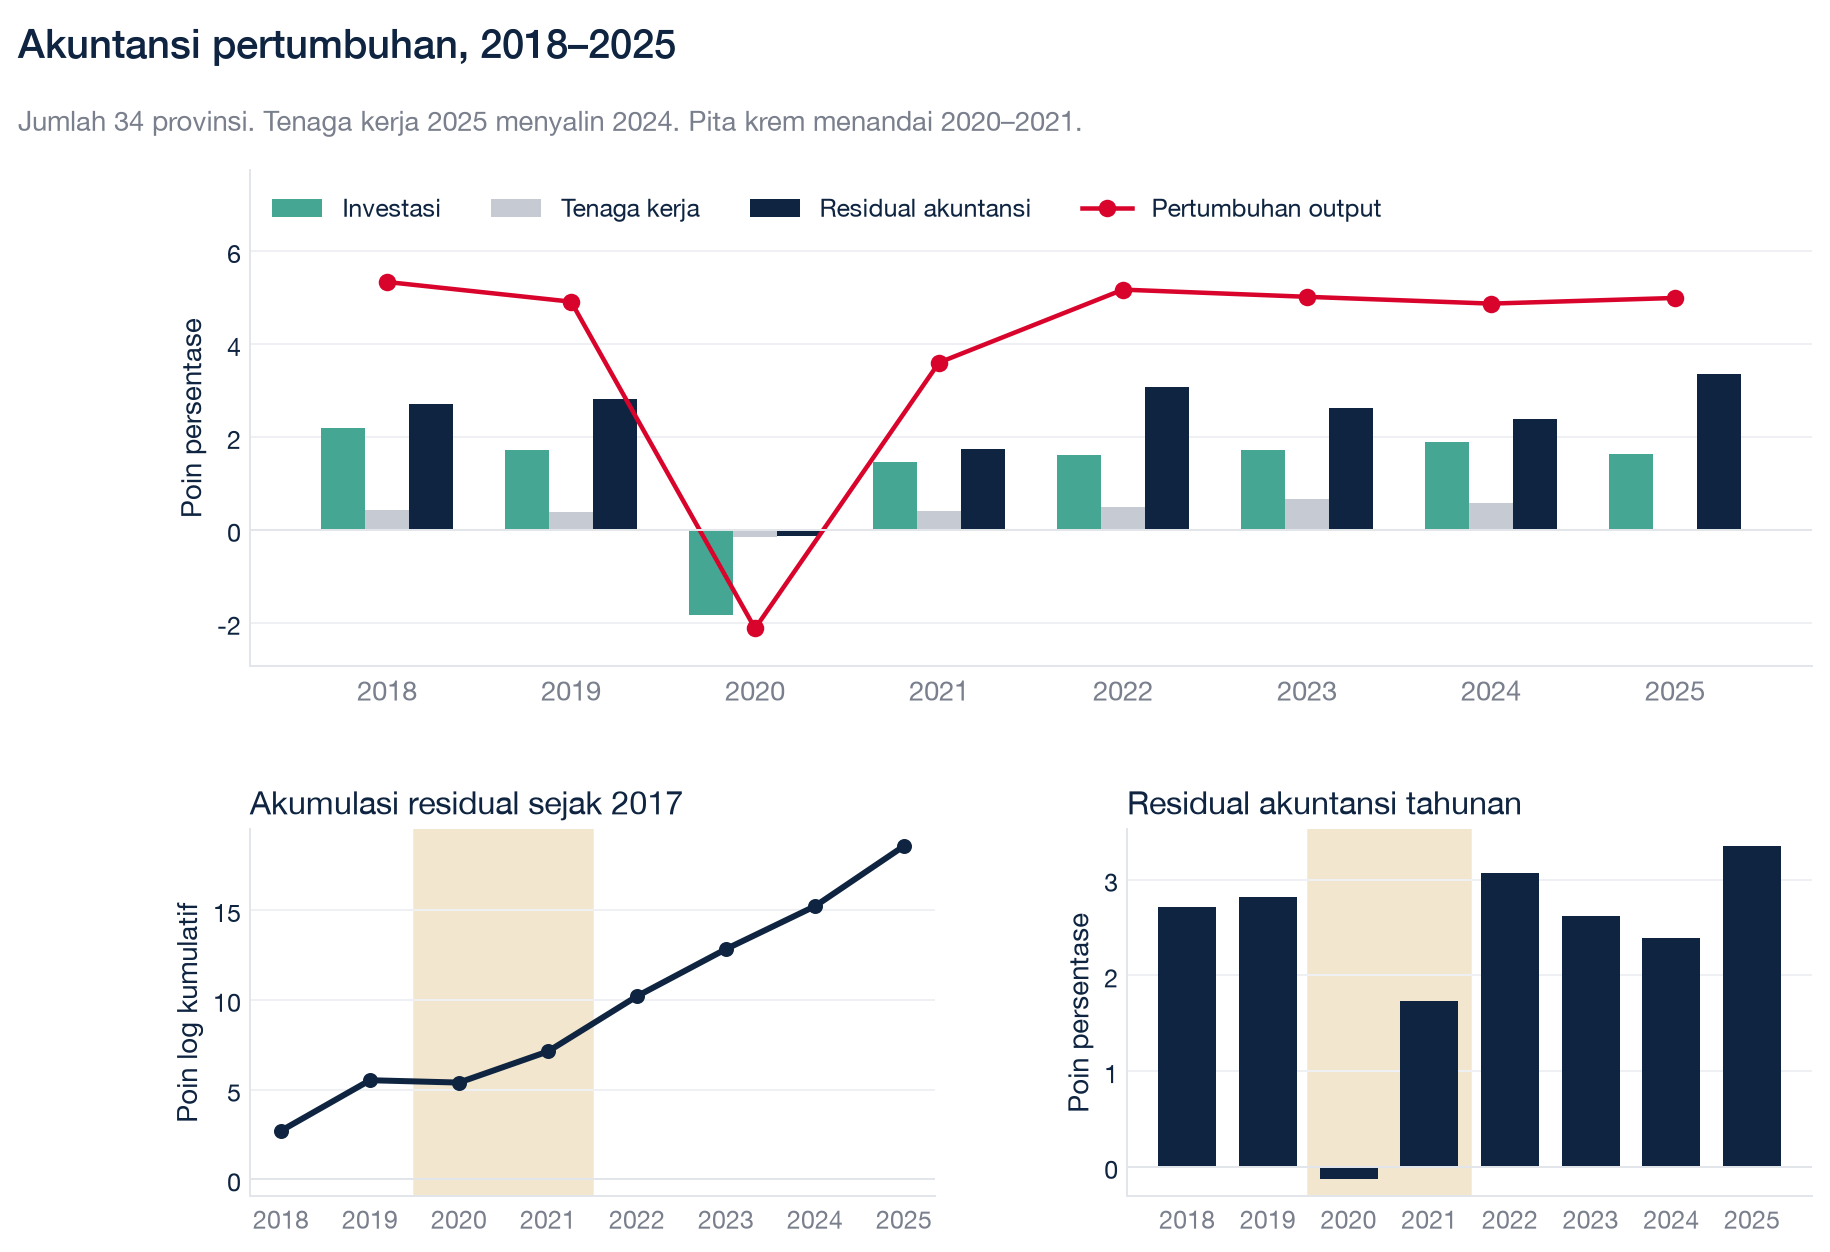 Akuntansi pertumbuhan, 2018–2025
Jumlah 34 provinsi. Tenaga kerja 2025 menyalin 2024. Pita krem menandai 2020–2021.
Investasi Tenaga kerja Residual akuntansi Pertumbuhan output
Poin persentase
6
4
2
0
-2
2018 2019 2020 2021 2022 2023 2024 2025
Akumulasi residual sejak 2017
Poin log kumulatif
15
10
5
0
2018 2019 2020 2021 2022 2023 2024 2025
Residual akuntansi tahunan
Poin persentase
3
2
1
0
2018 2019 2020 2021 2022 2023 2024 2025